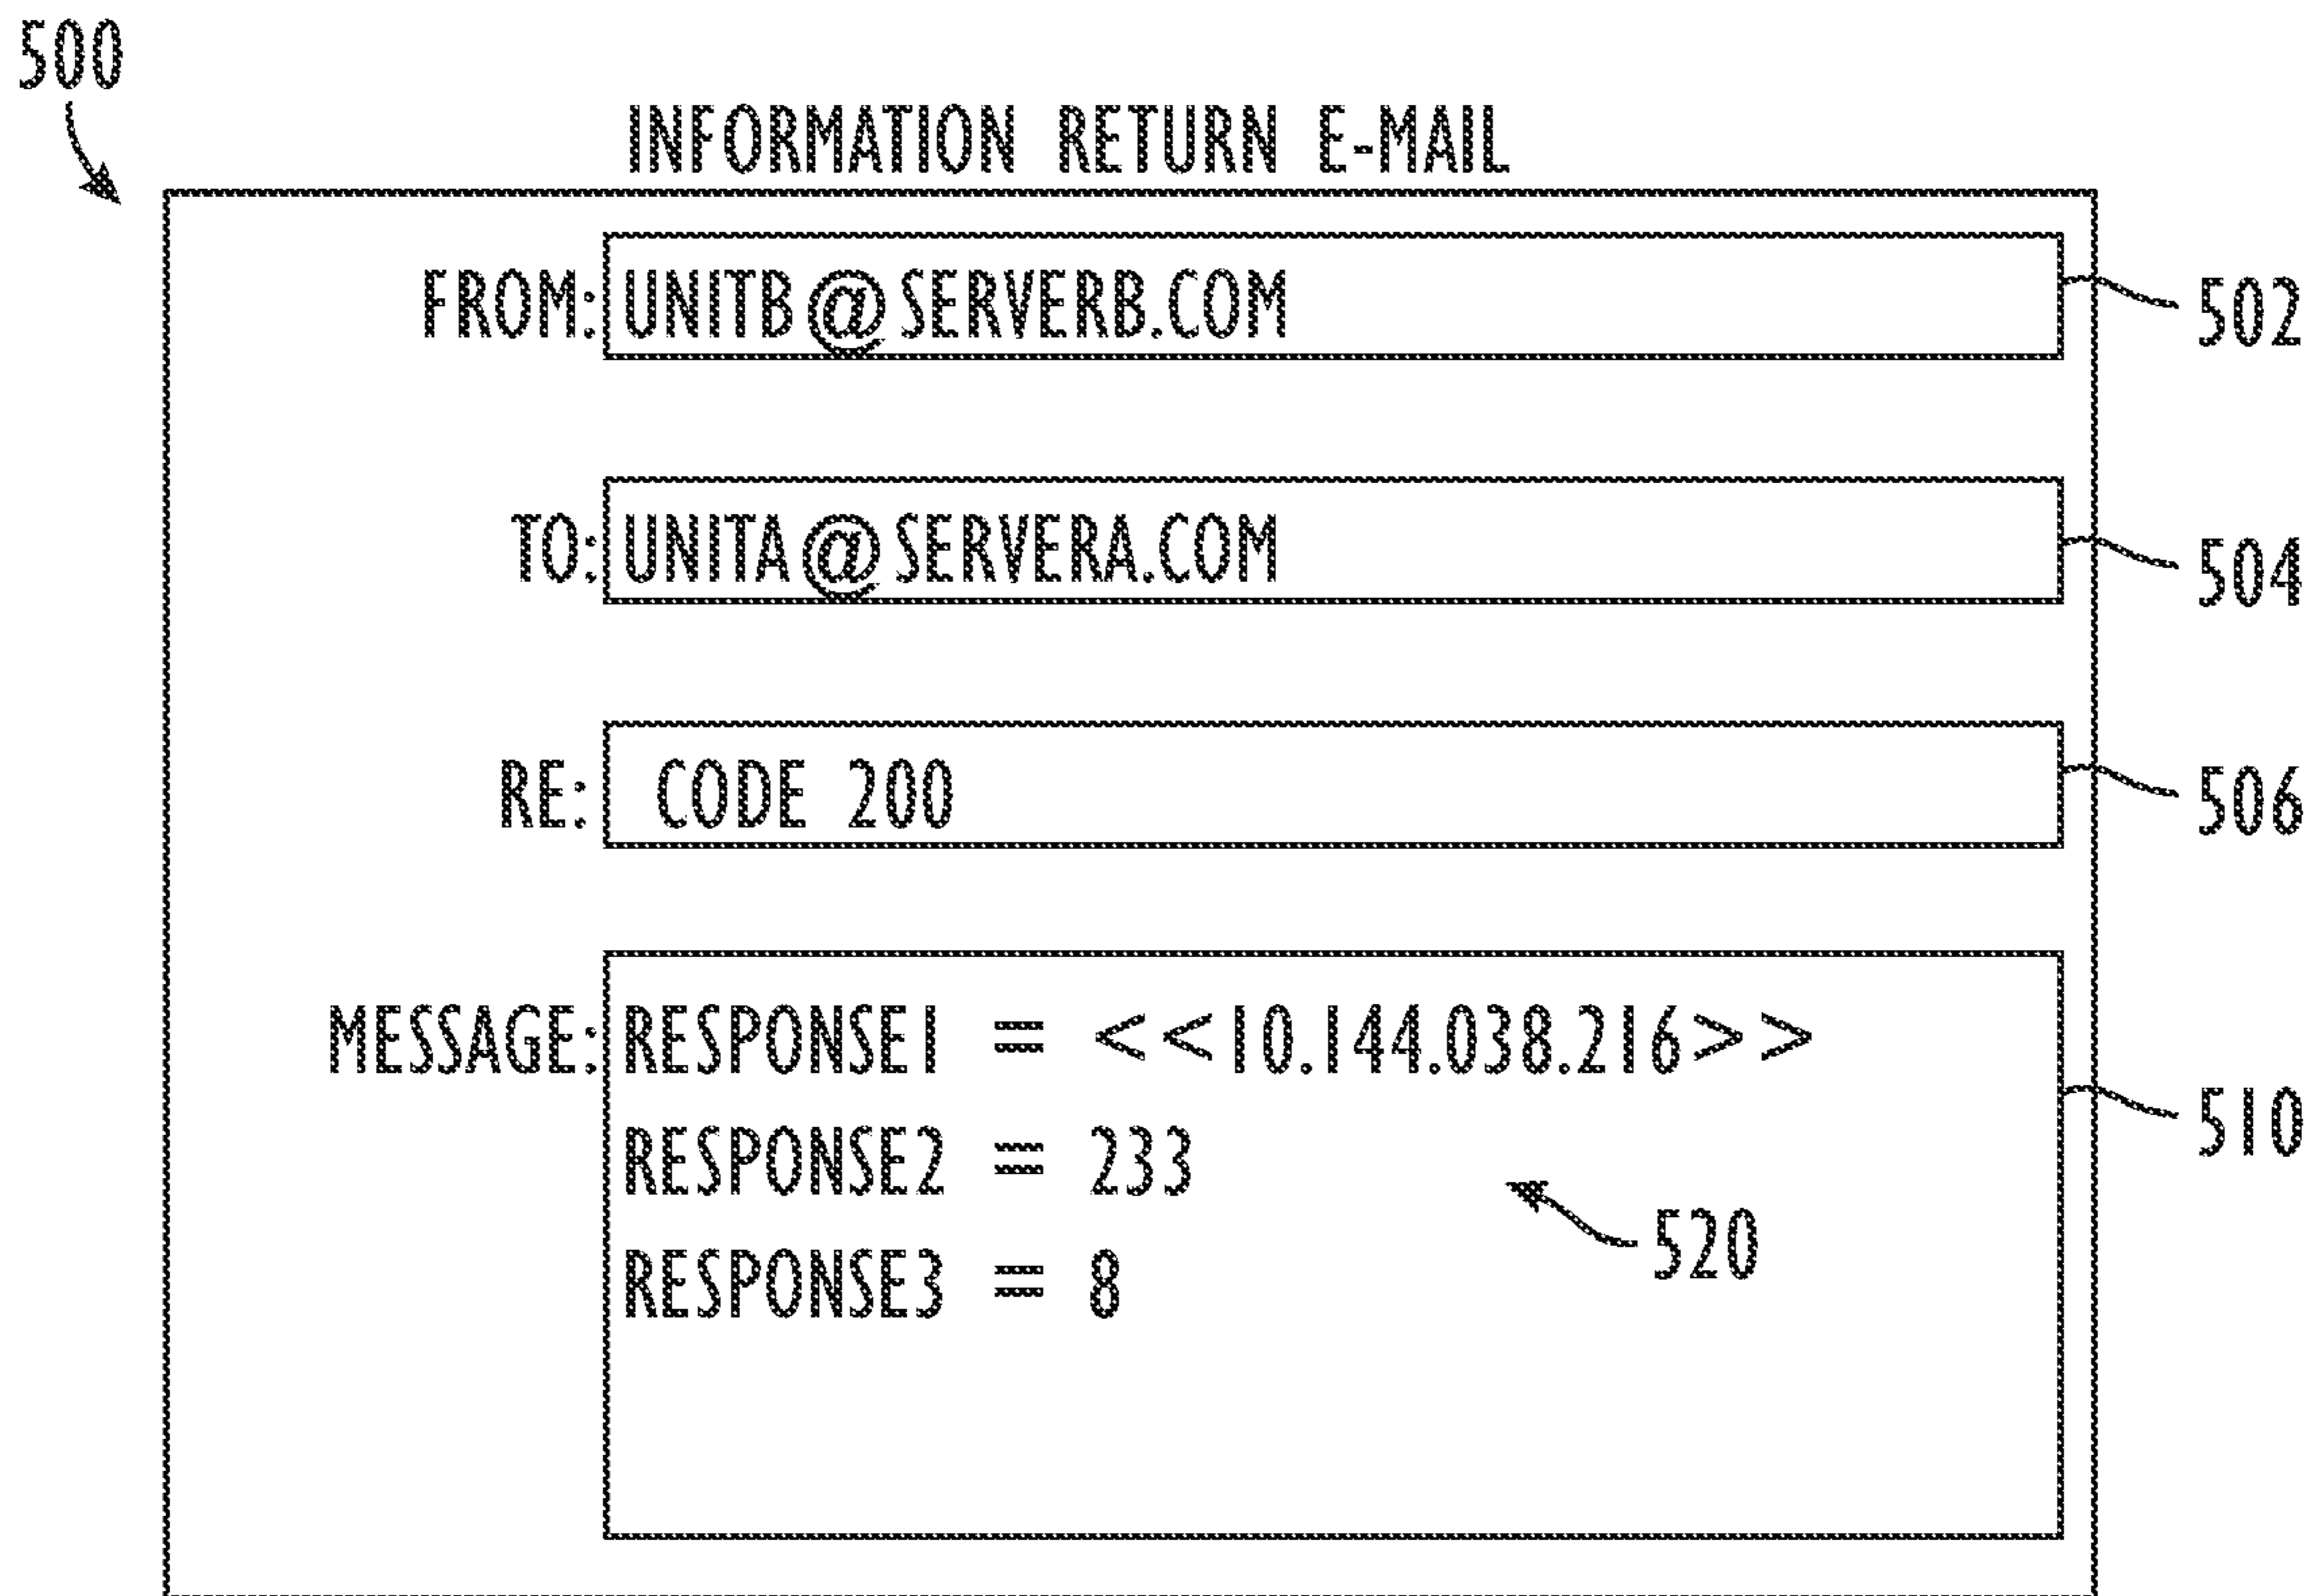 500
INFORMATION RETURN E-MAIL
FROM: UNITB@SERVERB.COM
502
TO: UNITA@SERVERA.COM
504
RE: CODE 200
506
MESSAGE: RESPONSE1 = <<10.144.038.216>>
510
RESPONSE2 = 233
520
RESPONSE3 = 8